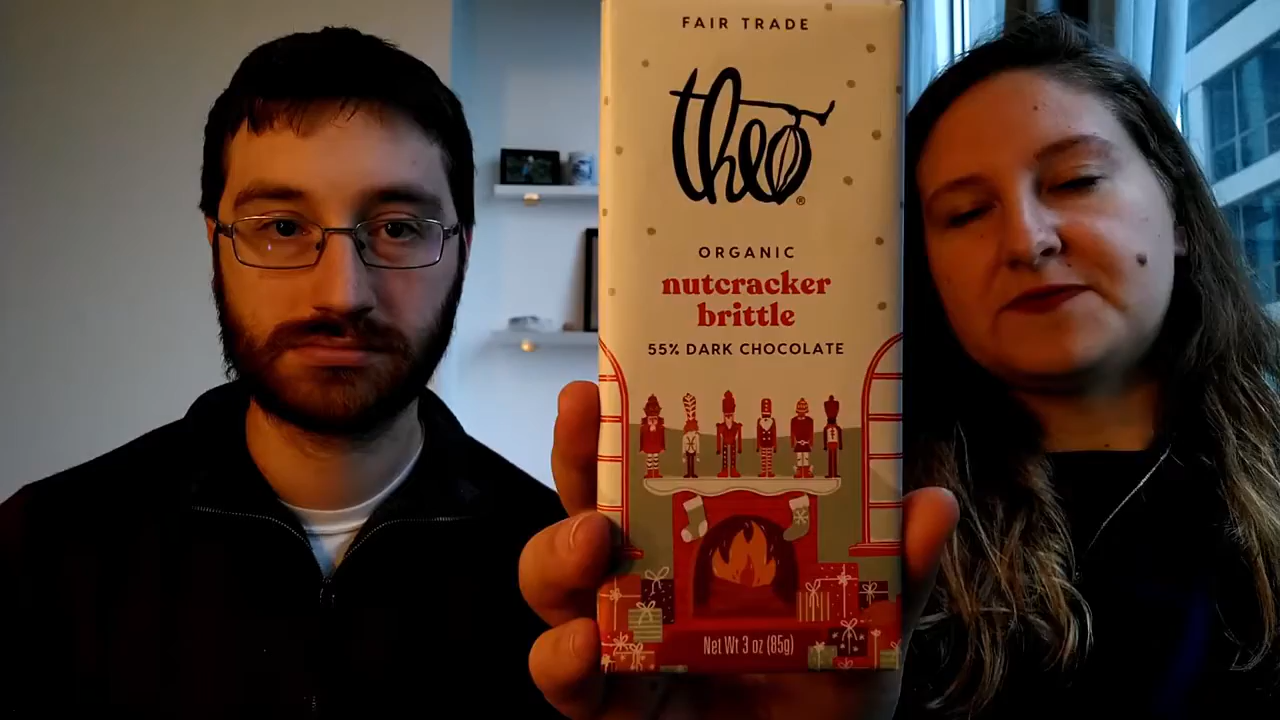 FAIR TRADE
theo®
ORGANIC
nutcracker
brittle
55% DARK CHOCOLATE
Net Wt 3 oz (85g)